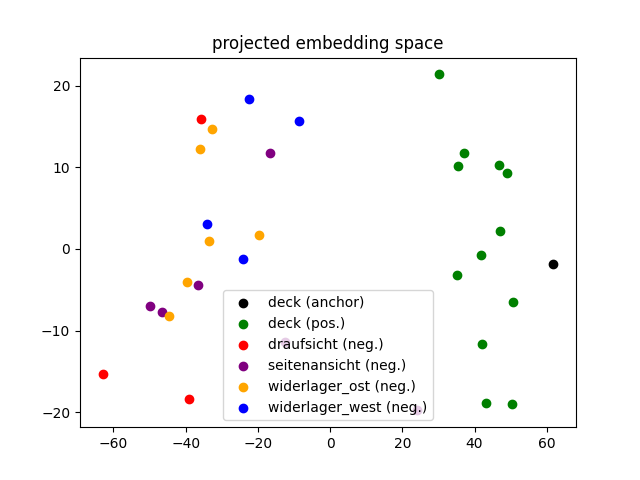 projected embedding space
20
10
0
−10
−20
deck (anchor)
deck (pos.)
draufsicht (neg.)
seitenansicht (neg.)
widerlager_ost (neg.)
widerlager_west (neg.)
−60 −40 −20 0 20 40 60